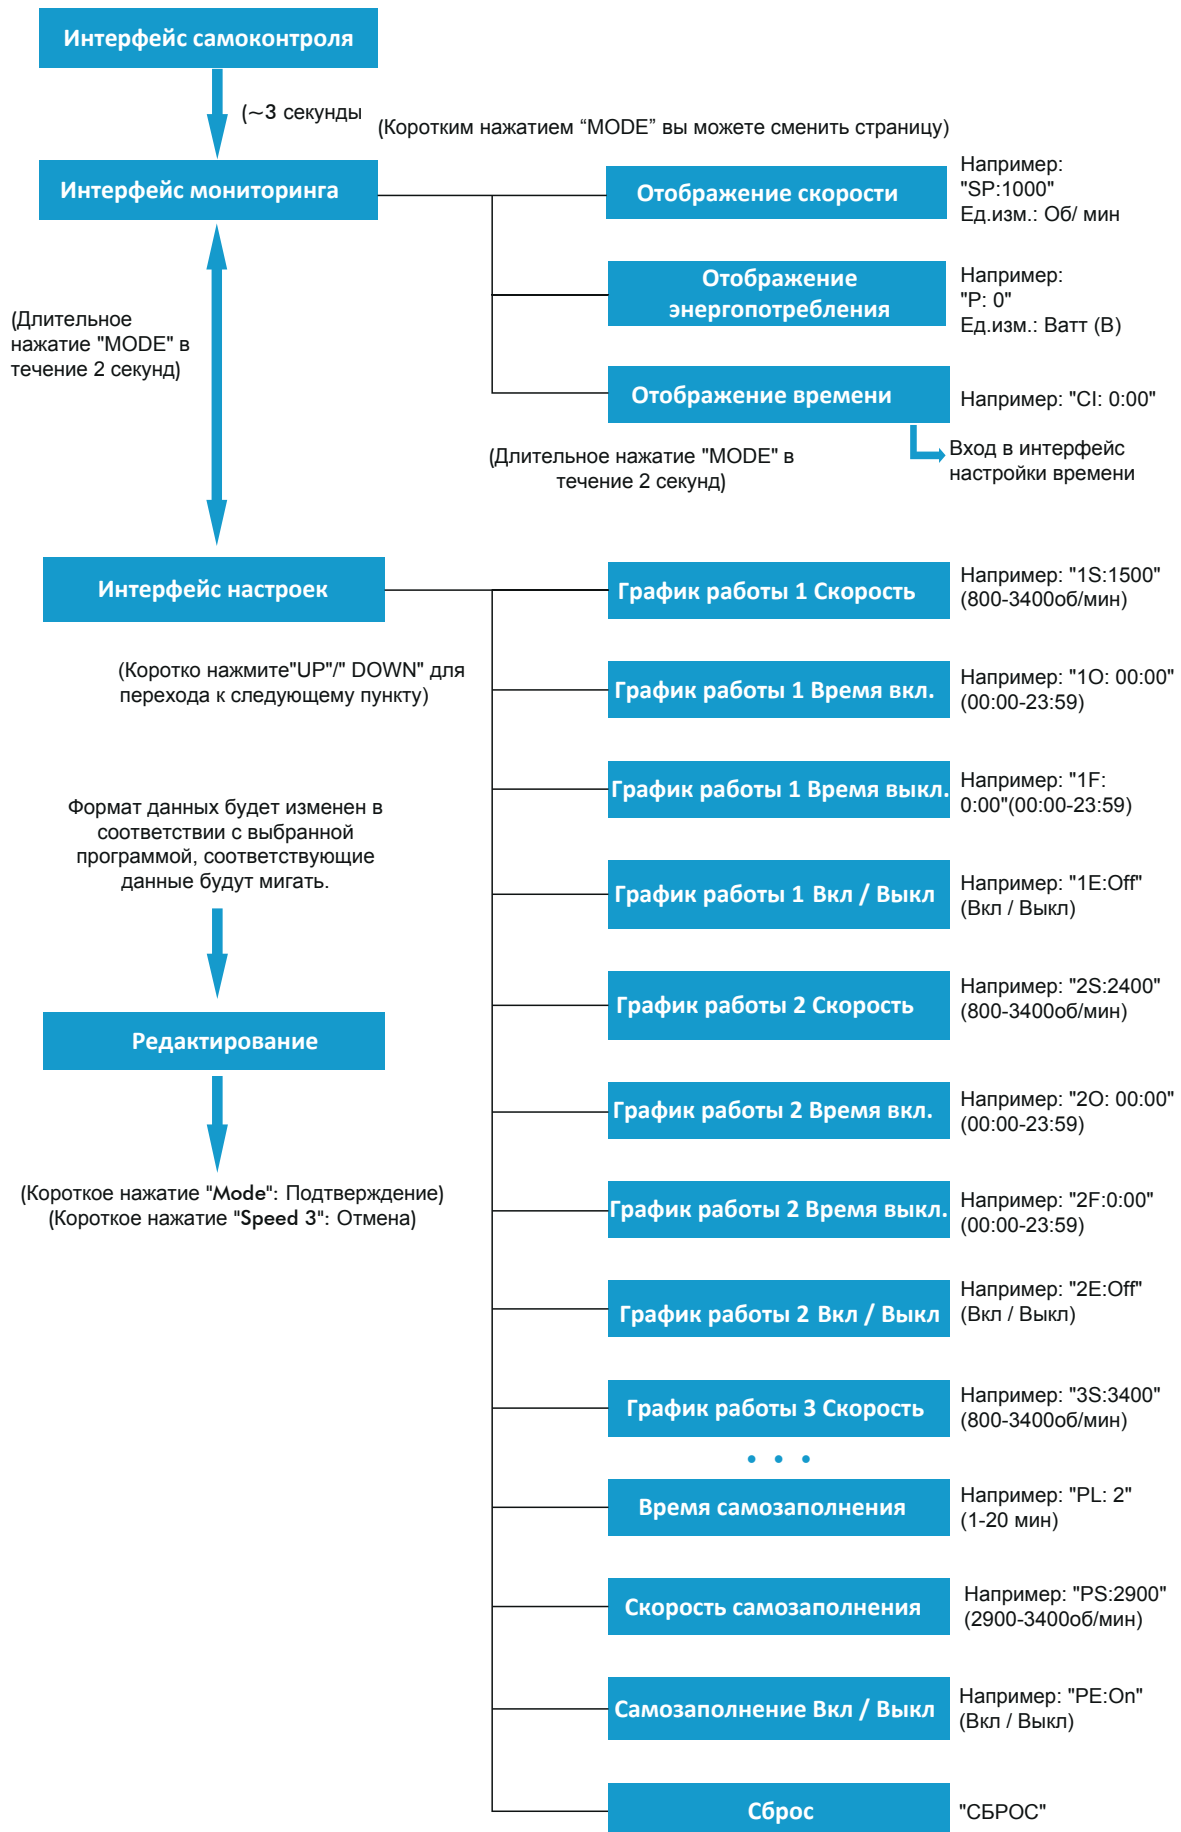 Интерфейс самоконтроля
(~3 секунды
(Коротким нажатием “MODE” вы можете сменить страницу)
Интерфейс мониторинга
Отображение скорости
Например:
"SP:1000"
Ед.изм.: Об/ мин
Отображение
энергопотребления
Например:
"P: 0"
Ед.изм.: Ватт (В)
(Длительное
нажатие "MODE" в
течение 2 секунд)
Отображение времени
Например: "CI: 0:00"
(Длительное нажатие "MODE" в
течение 2 секунд)
Вход в интерфейс
настройки времени
Интерфейс настроек
График работы 1 Скорость
Например: "1S:1500"
(800-3400об/мин)
(Коротко нажмите"UP"/" DOWN" для
перехода к следующему пункту)
График работы 1 Время вкл.
Например: "1O: 00:00"
(00:00-23:59)
График работы 1 Время выкл.
Например: "1F:
0:00"(00:00-23:59)
Формат данных будет изменен в
соответствии с выбранной
программой, соответствующие
данные будут мигать.
График работы 1 Вкл / Выкл
Например: "1E:Off"
(Вкл / Выкл)
График работы 2 Скорость
Например: "2S:2400"
(800-3400об/мин)
Редактирование
График работы 2 Время вкл.
Например: "2O: 00:00"
(00:00-23:59)
(Короткое нажатие "Mode": Подтверждение)
(Короткое нажатие "Speed 3": Отмена)
График работы 2 Время выкл.
Например: "2F:0:00"
(00:00-23:59)
График работы 2 Вкл / Выкл
Например: "2E:Off"
(Вкл / Выкл)
График работы 3 Скорость
Например: "3S:3400"
(800-3400об/мин)
• • •
Время самозаполнения
Например: "PL: 2"
(1-20 мин)
Скорость самозаполнения
Например: "PS:2900"
(2900-3400об/мин)
Самозаполнение Вкл / Выкл
Например: "PE:On"
(Вкл / Выкл)
Сброс
"СБРОС"